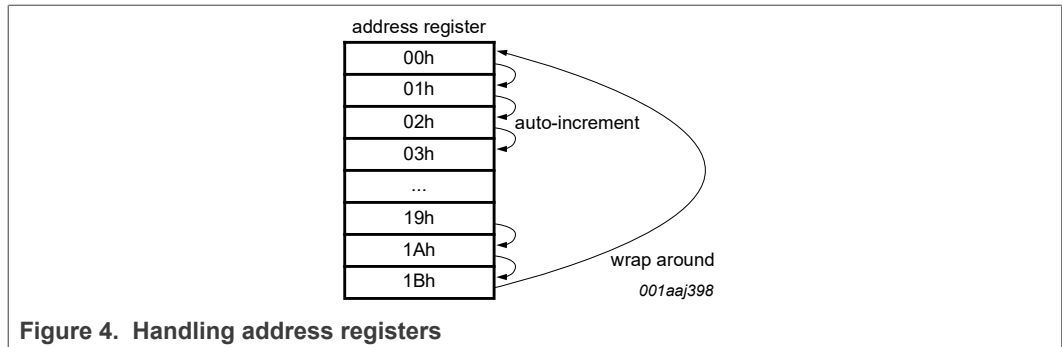 address register
00h
01h
02h
auto-increment
03h
...
19h
1Ah
wrap around
1Bh
001aaj398
Figure 4. Handling address registers